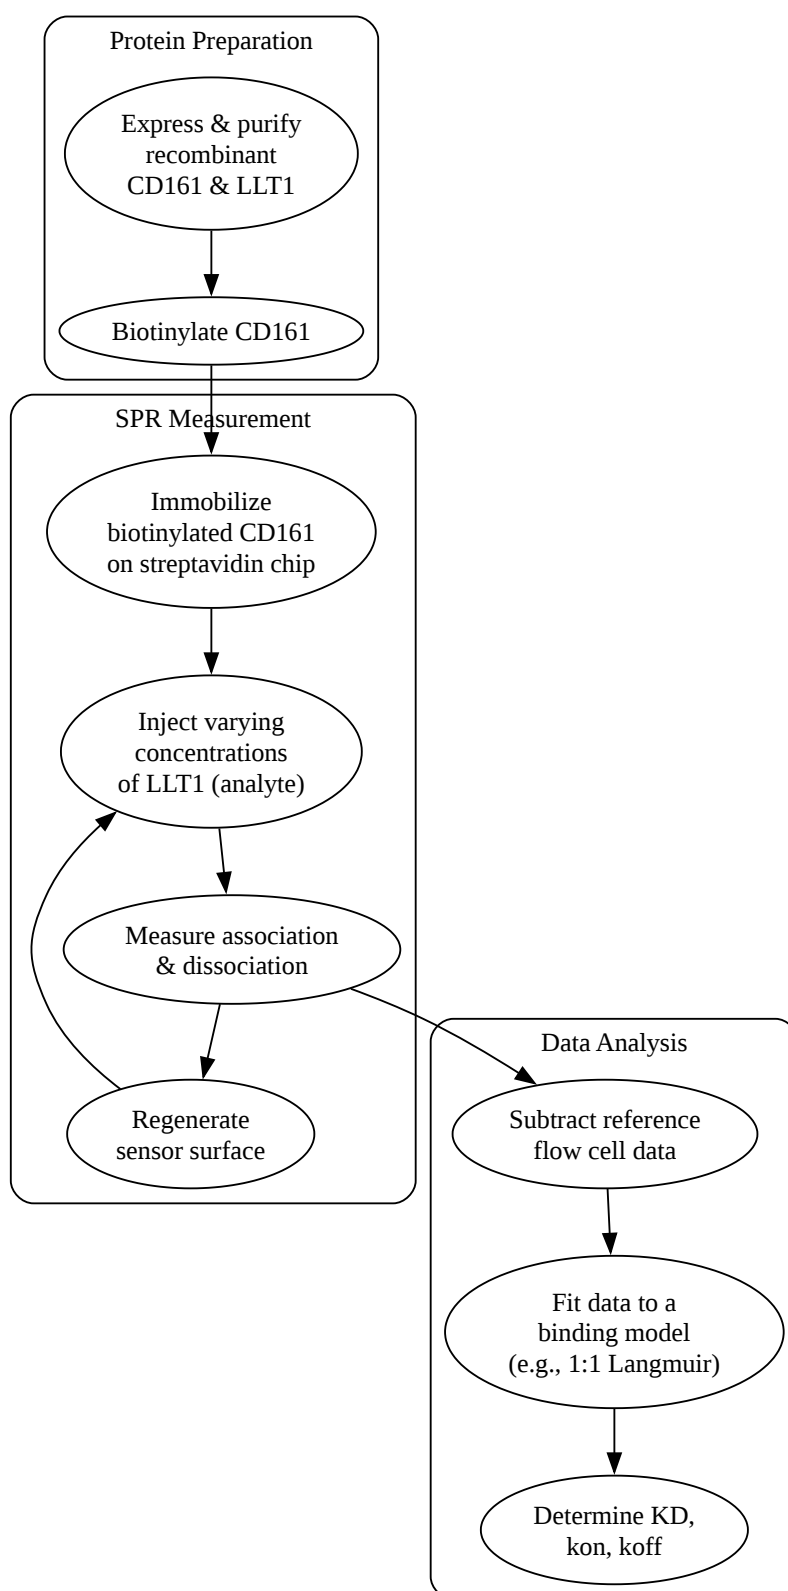 Protein Preparation
Express & purify
recombinant
CD161 & LLT1
Biotinylate CD161
SPR Measurement
Immobilize
biotinylated CD161
on streptavidin chip
Inject varying
concentrations
of LLT1 (analyte)
Measure association
& dissociation
Regenerate
sensor surface
Data Analysis
Subtract reference
flow cell data
Fit data to a
binding model
(e.g., 1:1 Langmuir)
Determine KD,
kon, koff